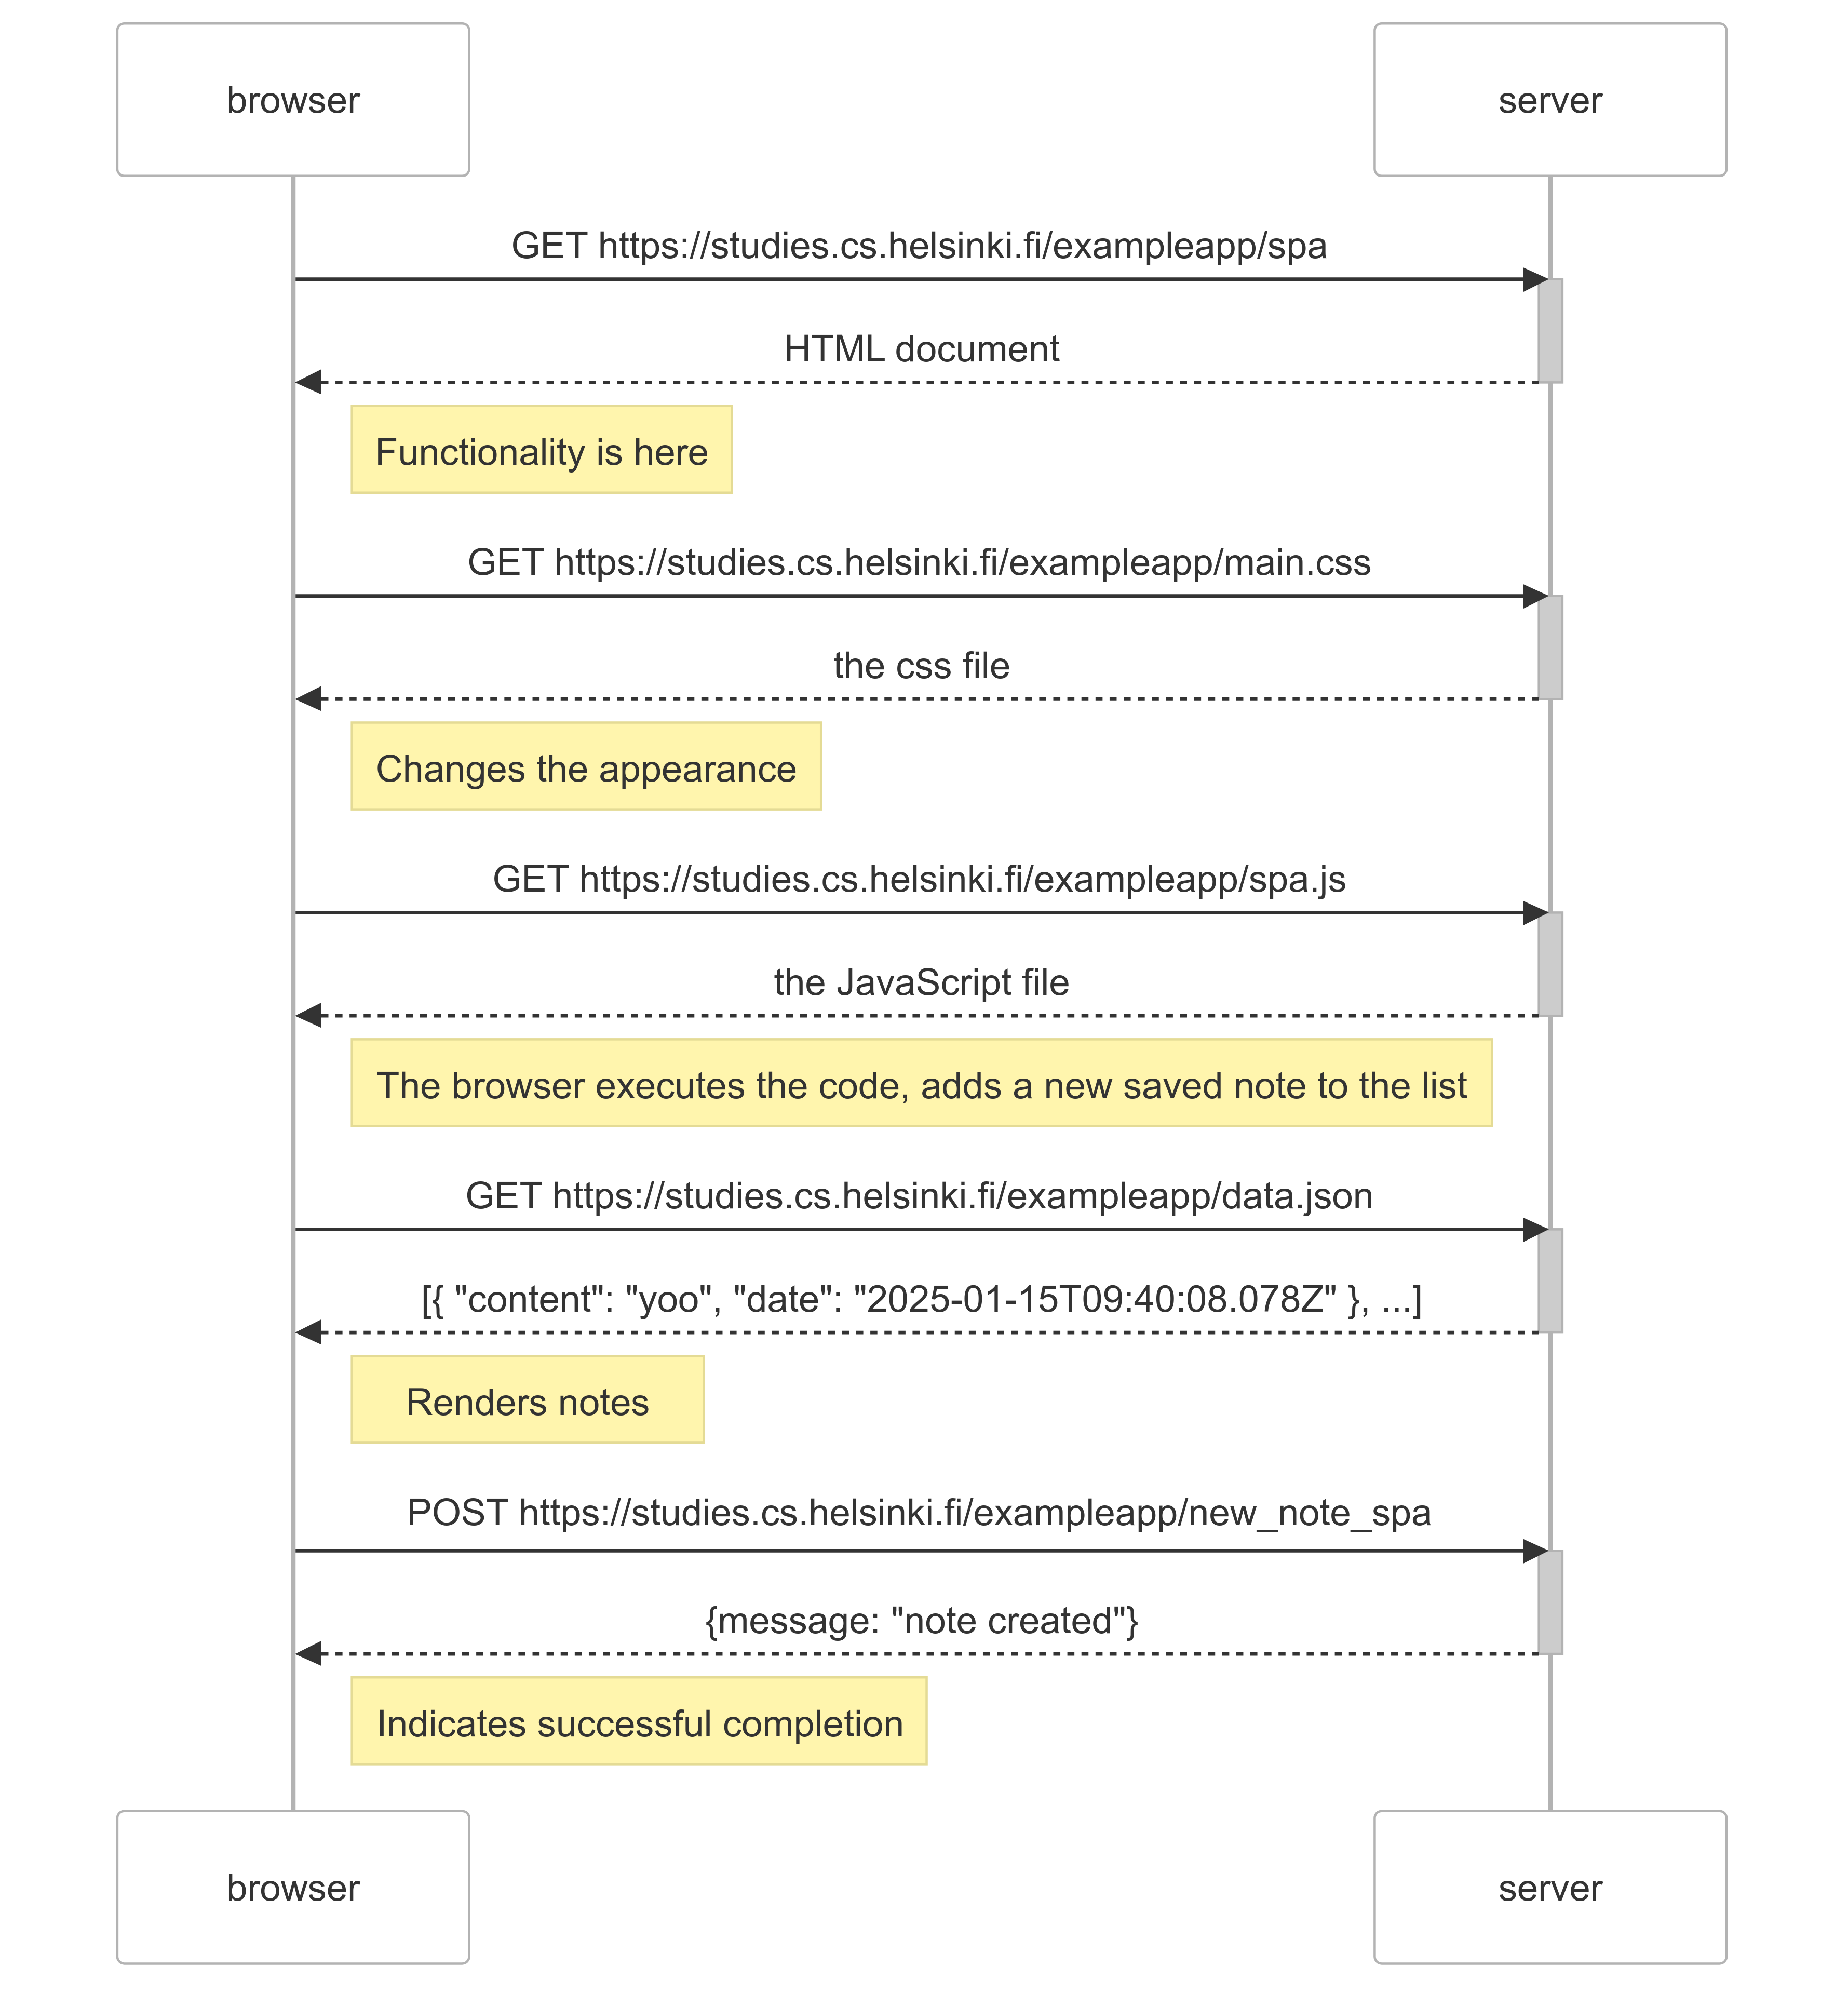 browser
server
GET https://studies.cs.helsinki.fi/exampleapp/spa
HTML document
Functionality is here
GET https://studies.cs.helsinki.fi/exampleapp/main.css
the css file
Changes the appearance
GET https://studies.cs.helsinki.fi/exampleapp/spa.js
the JavaScript file
The browser executes the code, adds a new saved note to the list
GET https://studies.cs.helsinki.fi/exampleapp/data.json
[{ "content": "yoo", "date": "2025-01-15T09:40:08.078Z" }, ...]
Renders notes
POST https://studies.cs.helsinki.fi/exampleapp/new_note_spa
{message: "note created"}
Indicates successful completion
browser
server